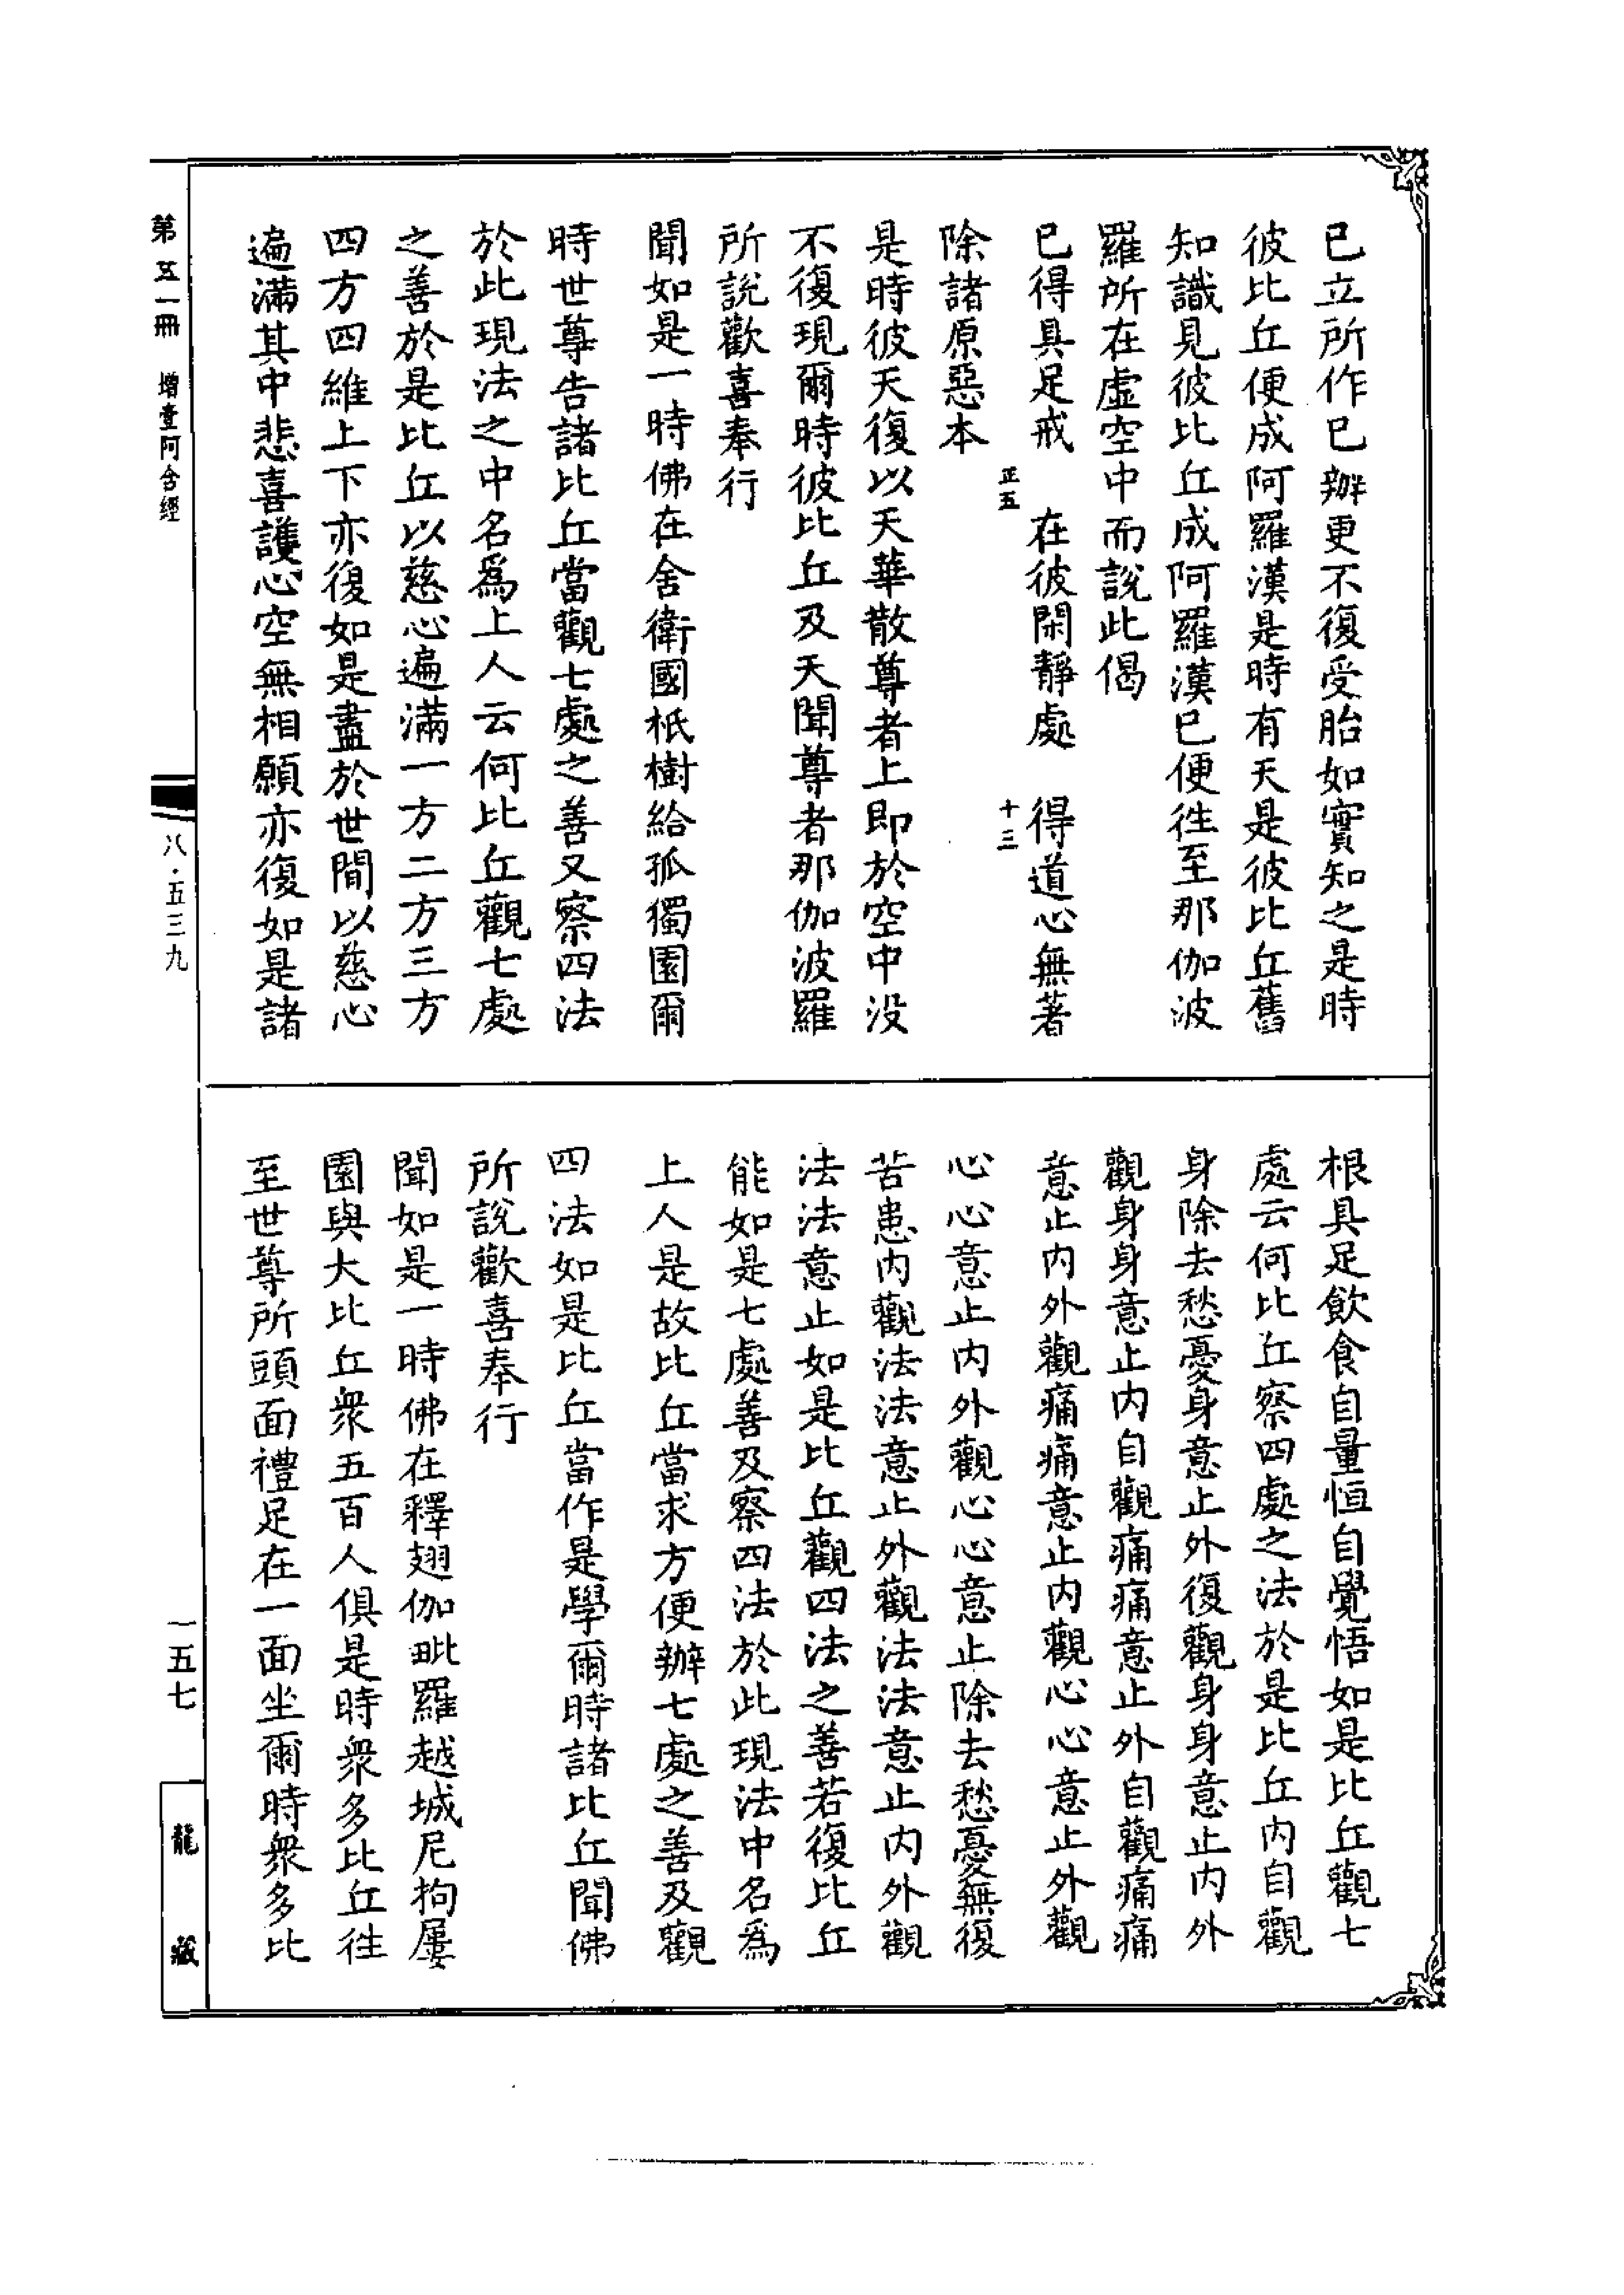 已立所作已辦更不復受胎如實知之是時
彼比丘便成阿羅漢是時有天是彼比丘舊
知識見彼比丘成阿羅漢已便徃至那伽波
羅所在虛空中而說此偈
已得具足戒　在彼閑靜處　得道心無著
正五　十三
除諸原惡本
是時彼天復以天華散尊者上即於空中没
不復現爾時彼比丘及天聞尊者那伽波羅
所說歡喜奉行
聞如是一時佛在舍衛國祇樹給孤獨園爾
時世尊告諸比丘當觀七處之善又察四法
於此現法之中名爲上人云何比丘觀七處
之善於是比丘以慈心遍滿一方二方三方
四方四維上下亦復如是盡於世間以慈心
遍滿其中悲喜護心空無相願亦復如是諸
根具足飲食自量恒自覺悟如是比丘觀七
處云何比丘察四處之法於是比丘内自觀
身除去愁憂身意止外復觀身身意止内外
觀身身意止内自觀痛痛意止外自觀痛痛
意止内外觀痛痛意止内觀心心意止外觀
心心意止内外觀心心意止除去愁憂無復
苦患内觀法法意止外觀法法意止内外觀
法法意止如是比丘觀四法之善若復比丘
能如是七處善及察四法於此現法中名爲
上人是故比丘當求方便辦七處之善及觀
四法如是比丘當作是學爾時諸比丘聞佛
所說歡喜奉行
聞如是一時佛在釋翅伽毗羅越城尼拘屢
園與大比丘衆五百人俱是時衆多比丘徃
至世尊所頭面禮足在一面坐爾時衆多比
第五一冊　增壹阿含經
八·五三九
一五七
龍藏